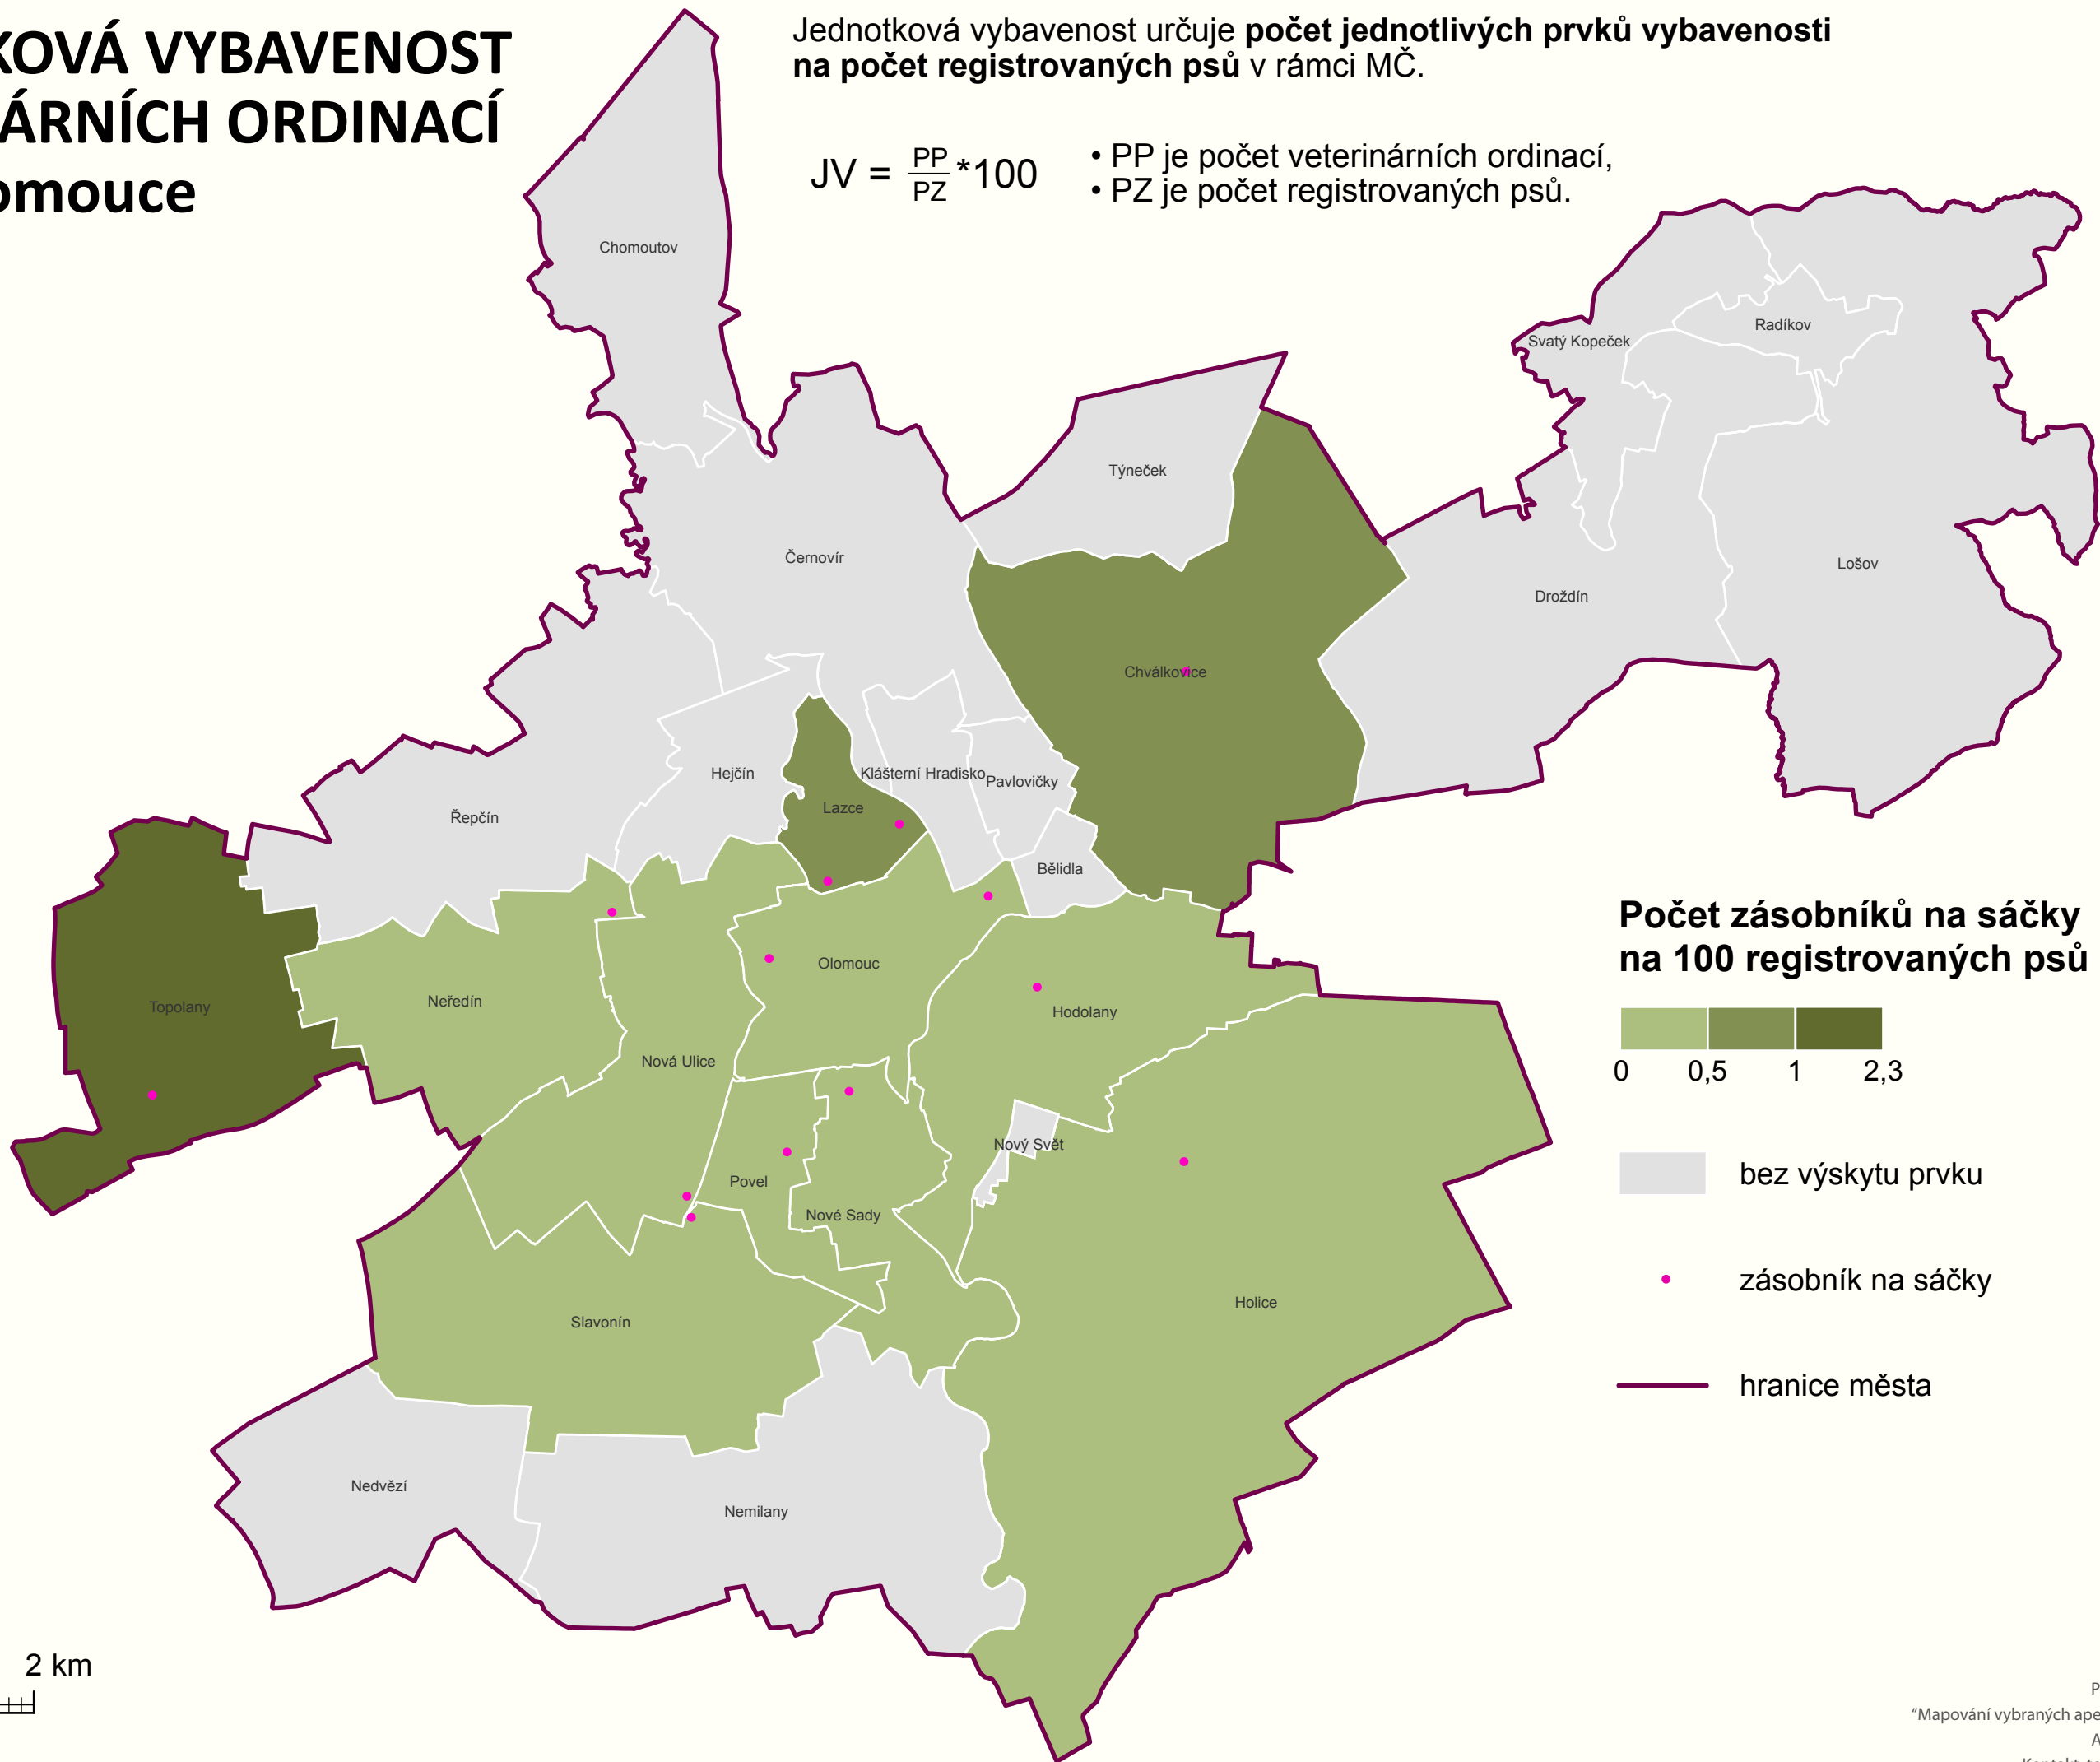 KOVÁ VYBAVENOST
ÁRNÍCH ORDINACÍ
omouce
Jednotková vybavenost určuje počet jednotlivých prvků vybavenosti
na počet registrovaných psů v rámci MČ.
JV = PP/PZ *100
• PP je počet veterinárních ordinací,
• PZ je počet registrovaných psů.
Chomoutov
Radíkov
Svatý Kopeček
Týneček
Černovír
Lošov
Droždín
Chválkovice
Hejčín
Klášterní Hradisko
Pavlovičky
Lazce
Řepčín
Bělidla
Olomouc
Neředín
Topolany
Hodolany
Nová Ulice
Nový Svět
Povel
Nové Sady
Holice
Slavonín
Nedvězí
Nemilany
Počet zásobníků na sáčky
na 100 registrovaných psů
0 0,5 1 2,3
bez výskytu prvku
zásobník na sáčky
hranice města
2 km
P
“Mapování vybraných ape